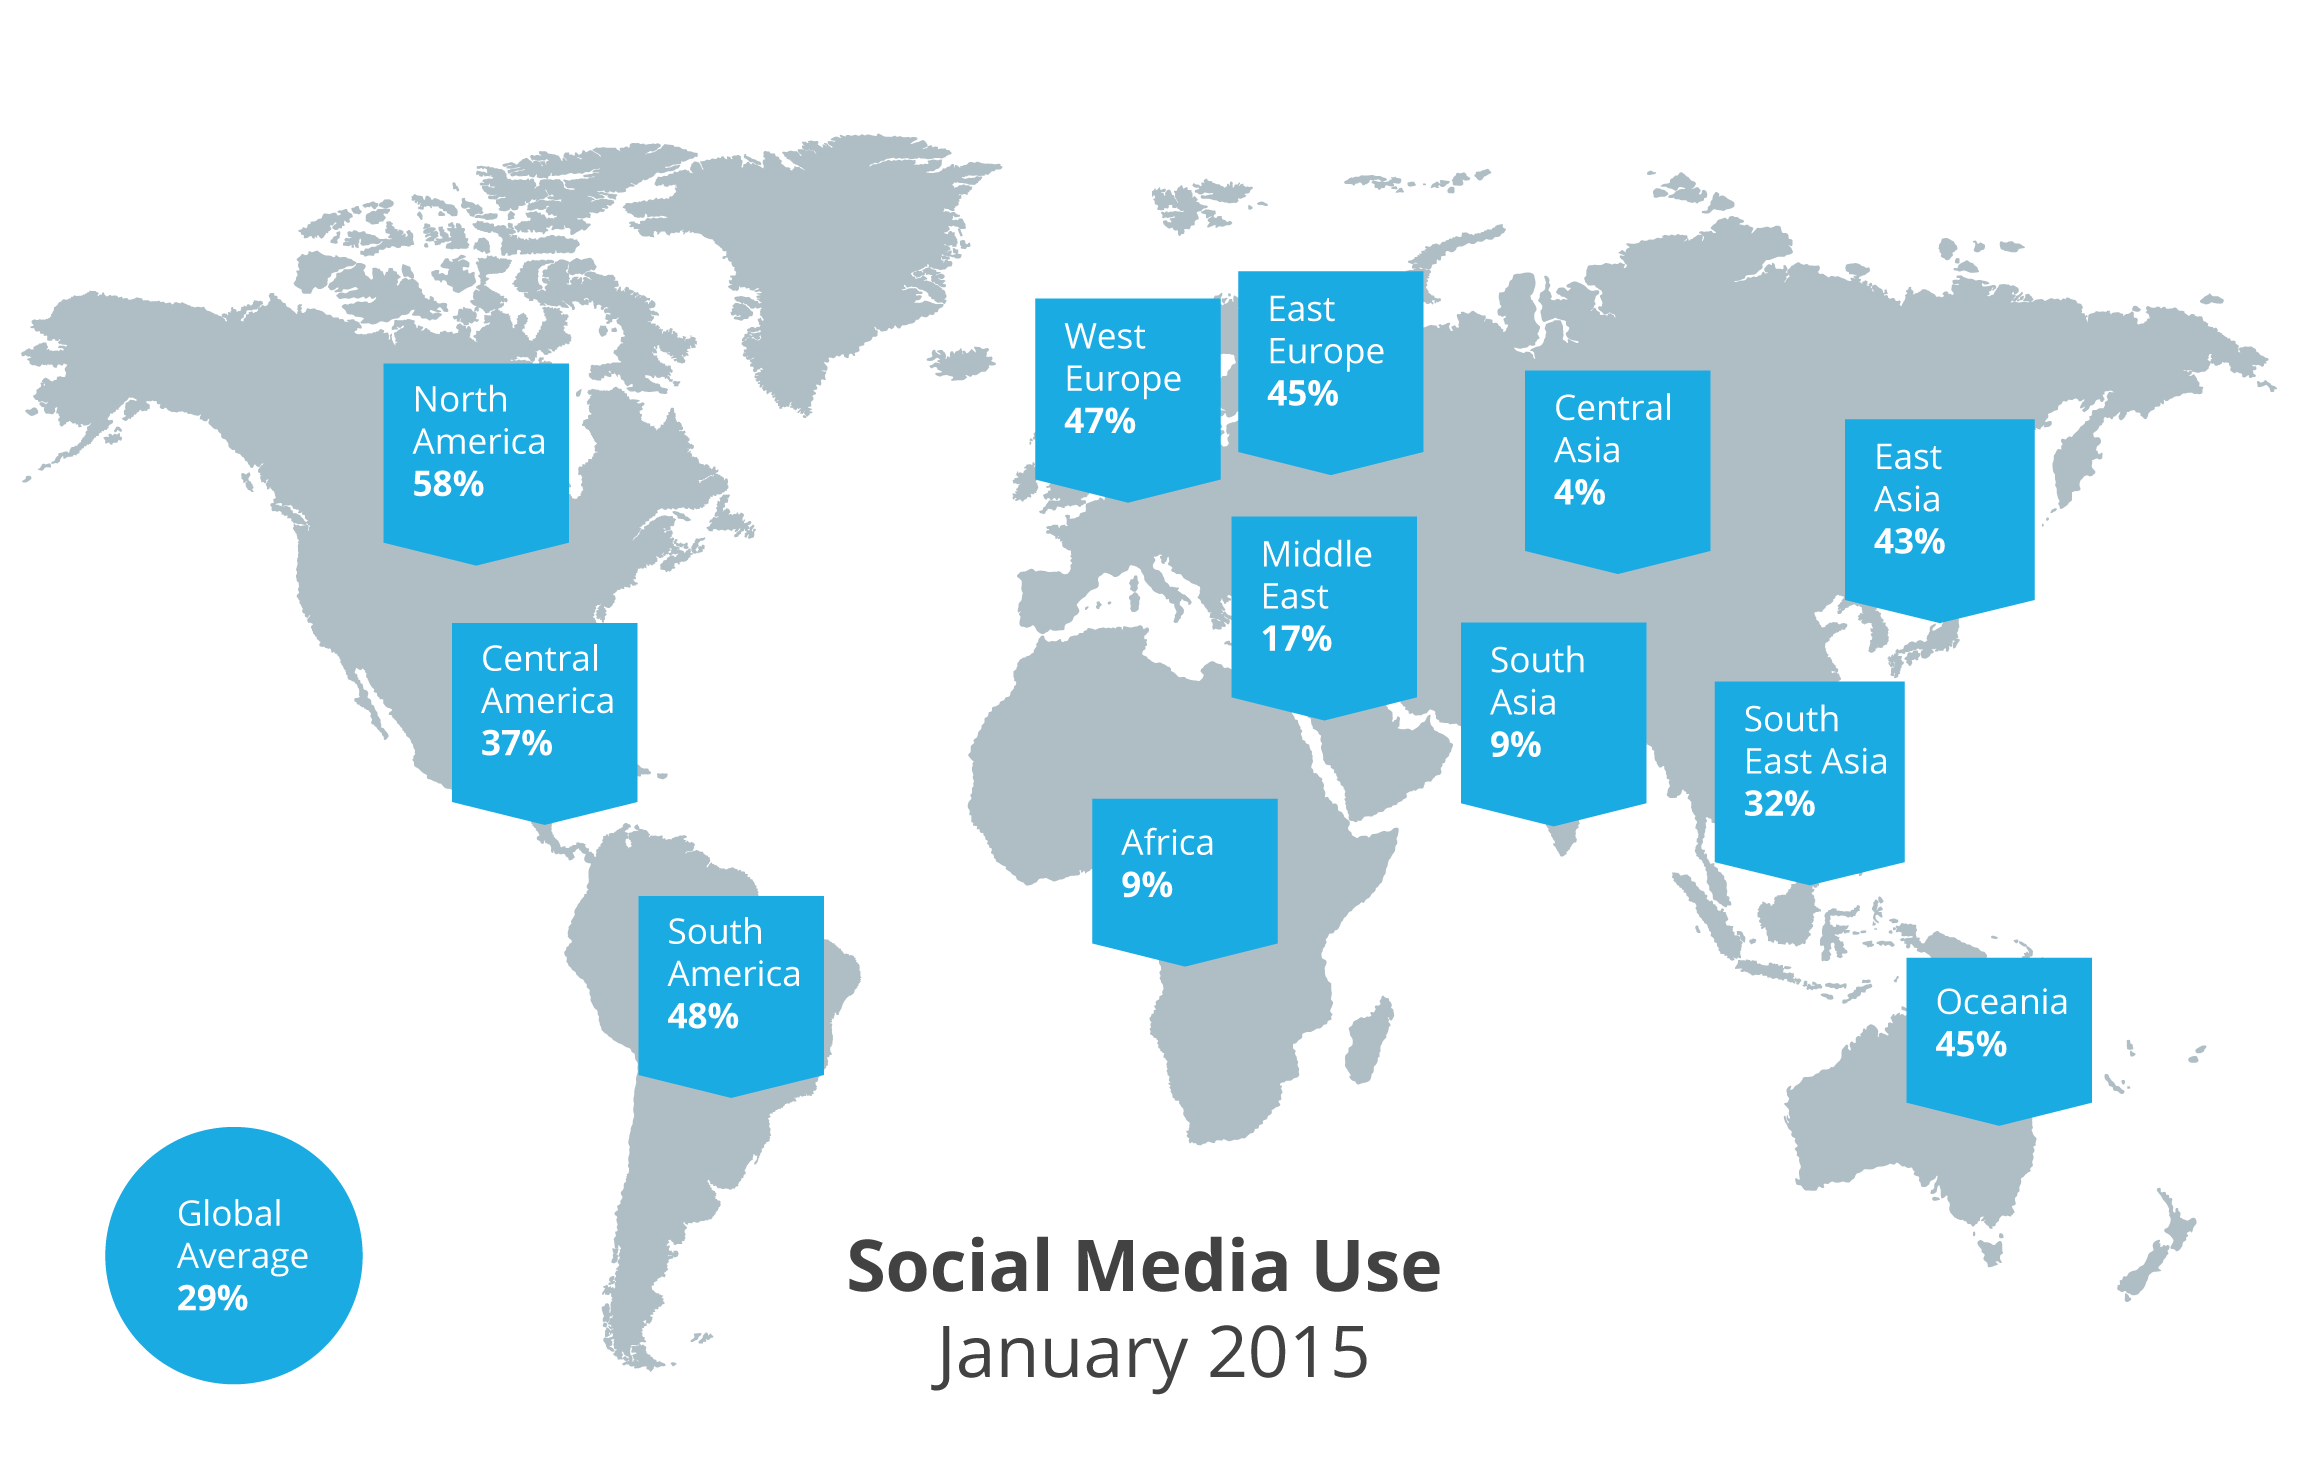 West
Europe
47%
East
Europe
45%
North
America
58%
Central
Asia
4%
East
Asia
43%
Middle
East
17%
Central
America
37%
South
Asia
9%
South
East Asia
32%
Africa
9%
South
America
48%
Oceania
45%
Global
Average
29%
Social Media Use
January 2015